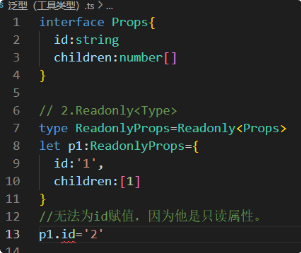 泛型（工具类型）.ts > ...
1 interface Props{
2   id:string
3   children:number[]
4 }
5
6 // 2.Readonly<Type>
7 type ReadonlyProps=Readonly<Props>
8 let p1:ReadonlyProps={
9   id:'1',
10   children:[1]
11 }
12 //无法为id赋值，因为他是只读属性。
13 p1.id='2'
14